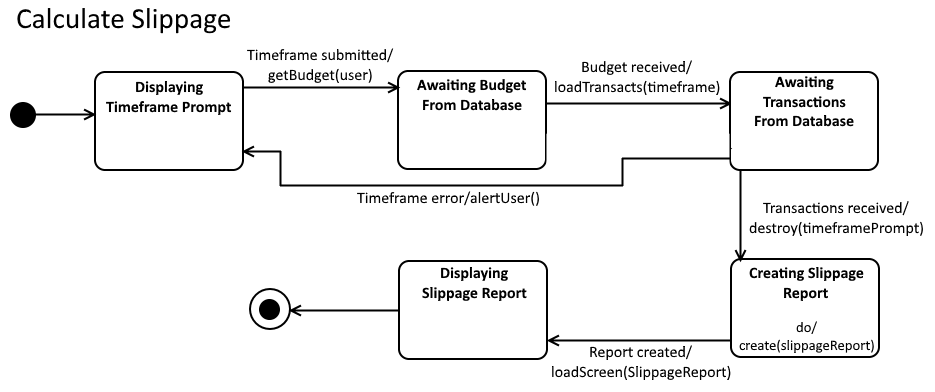 Calculate Slippage
Timeframe submitted/
getBudget(user)
Budget received/
loadTransacts(timeframe)
Displaying
Timeframe Prompt
Awaiting Budget
From Database
Awaiting
Transactions
From Database
Timeframe error/alertUser()
Transactions received/
destroy(timeframePrompt)
Displaying
Slippage Report
Creating Slippage
Report
do/
create(slippageReport)
Report created/
loadScreen(SlippageReport)